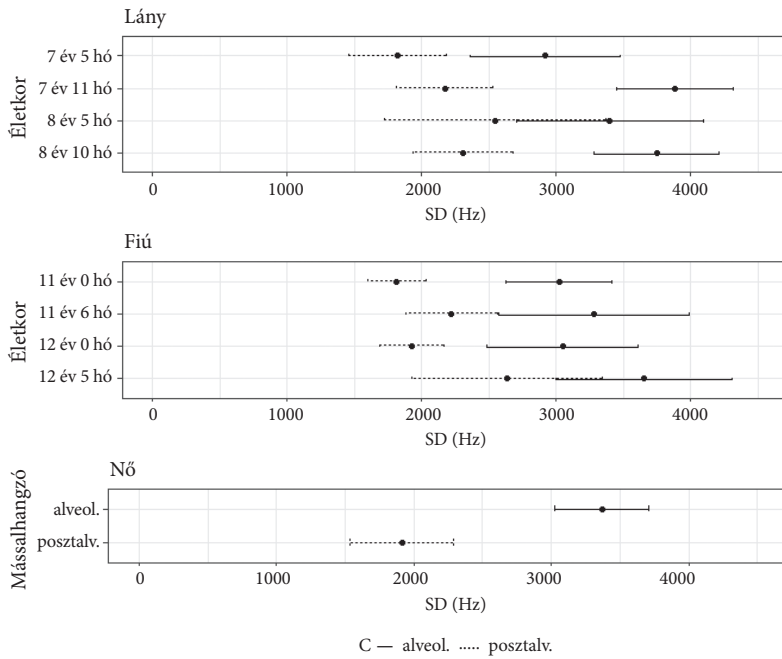 Lány
Életkor
7 év 5 hó
7 év 11 hó
8 év 5 hó
8 év 10 hó
0 1000 2000 3000 4000
SD (Hz)
Fiú
Életkor
11 év 0 hó
11 év 6 hó
12 év 0 hó
12 év 5 hó
0 1000 2000 3000 4000
SD (Hz)
Nő
Mássalhangzó
alveol.
posztalv.
0 1000 2000 3000 4000
SD (Hz)
C — alveol. ..... posztalv.